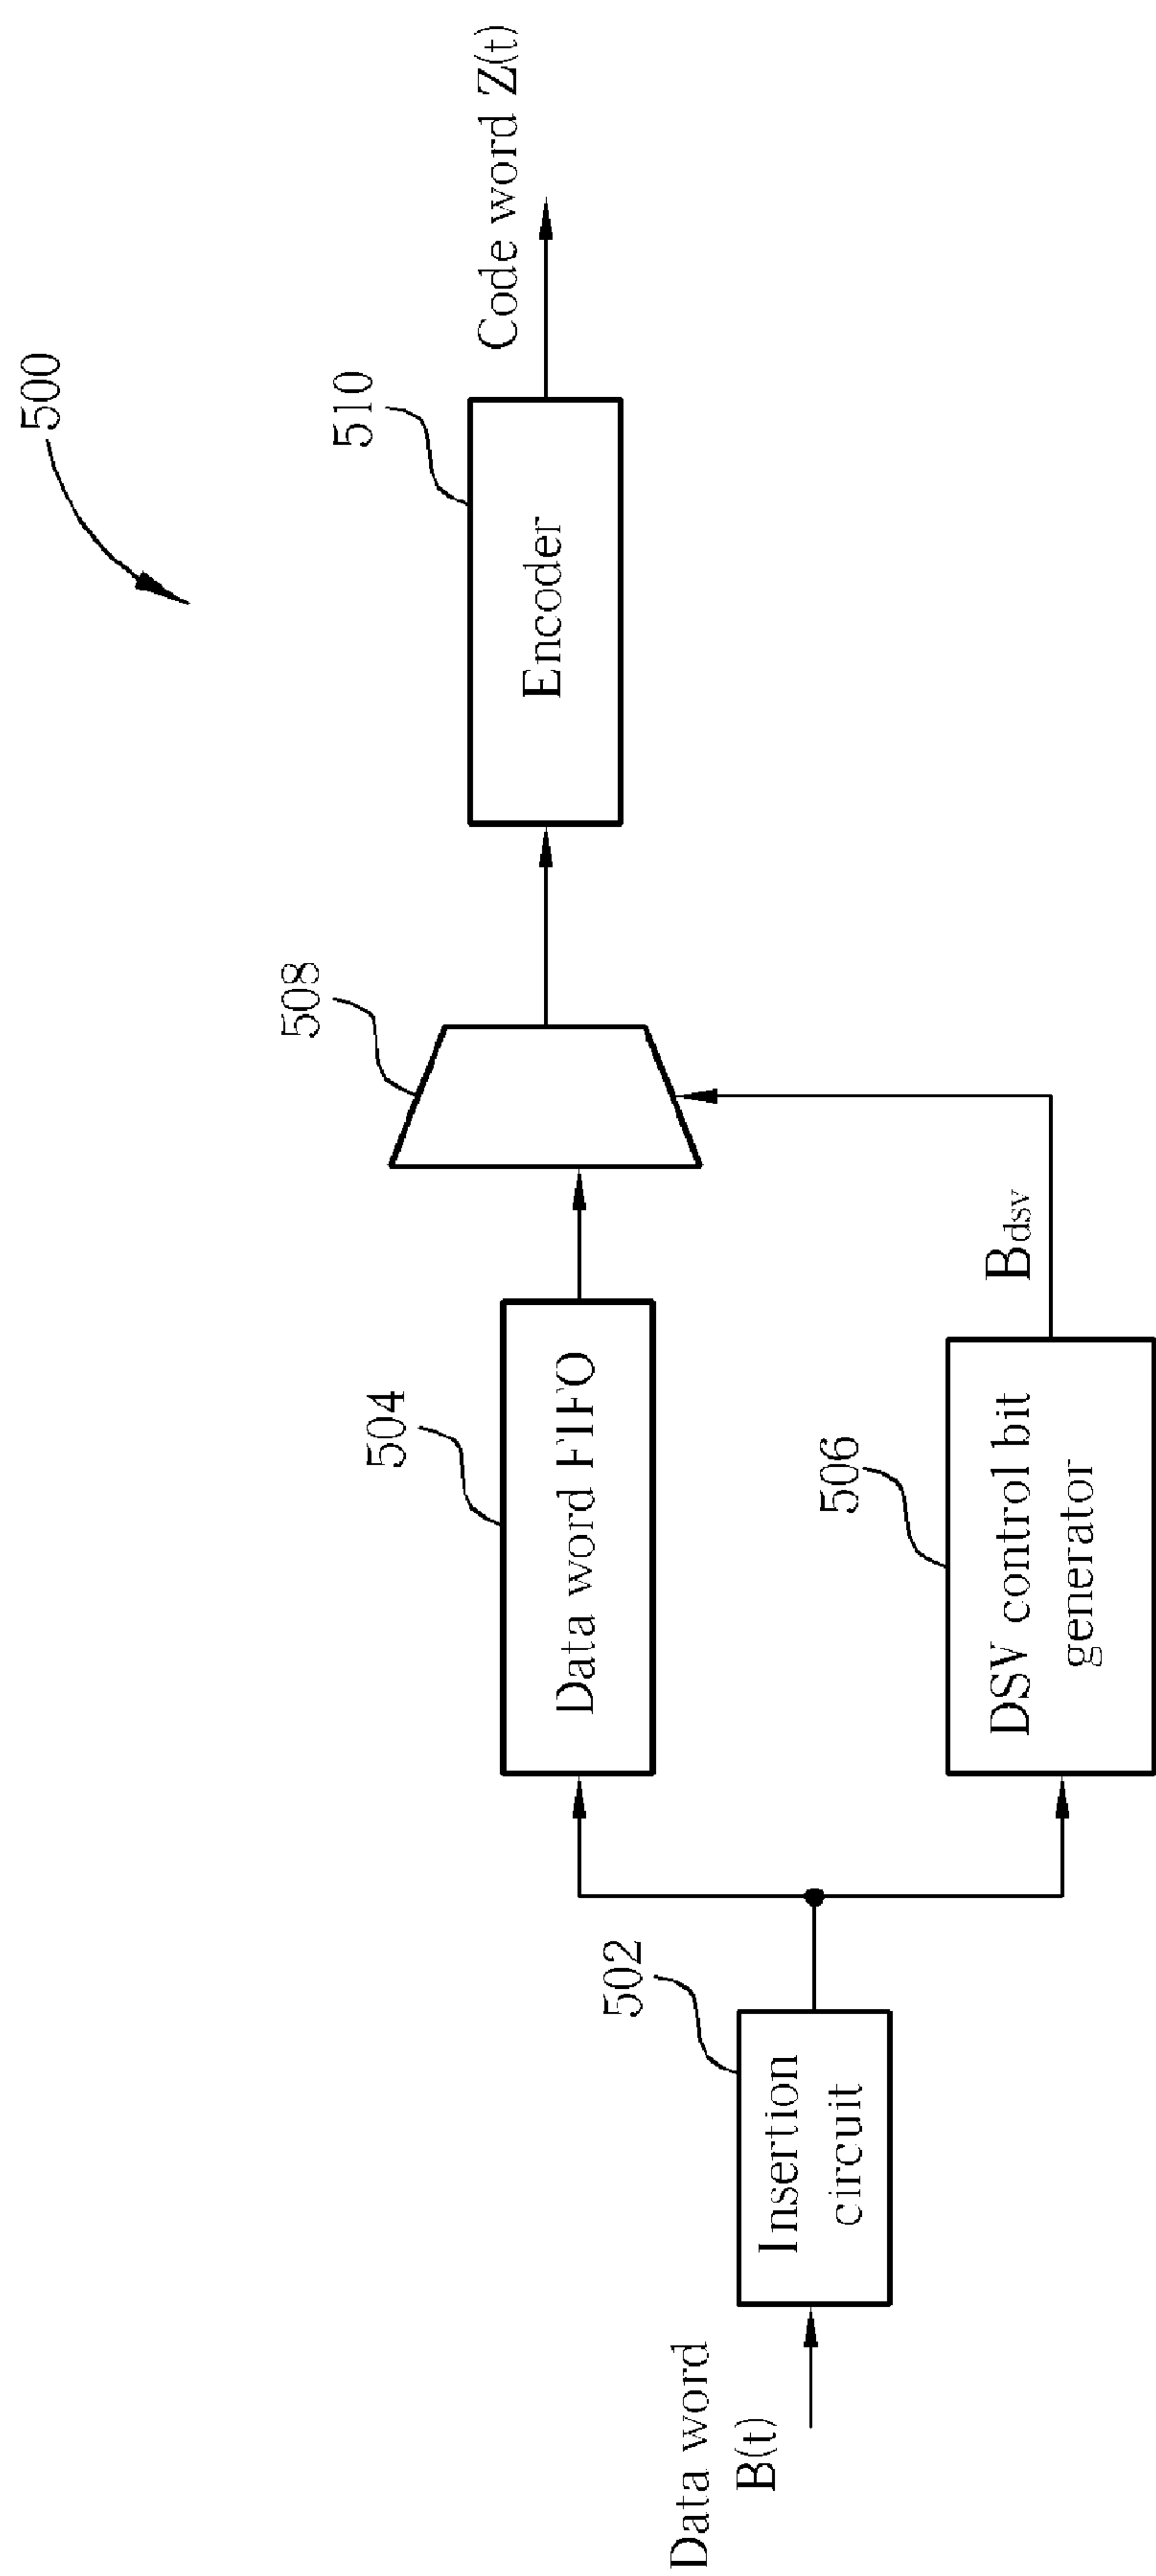 500
Data word
B(t)
502
Insertion
circuit
504
Data word FIFO
506
DSV control bit
generator
Bdsv
508
510
Encoder
Code word Z(t)